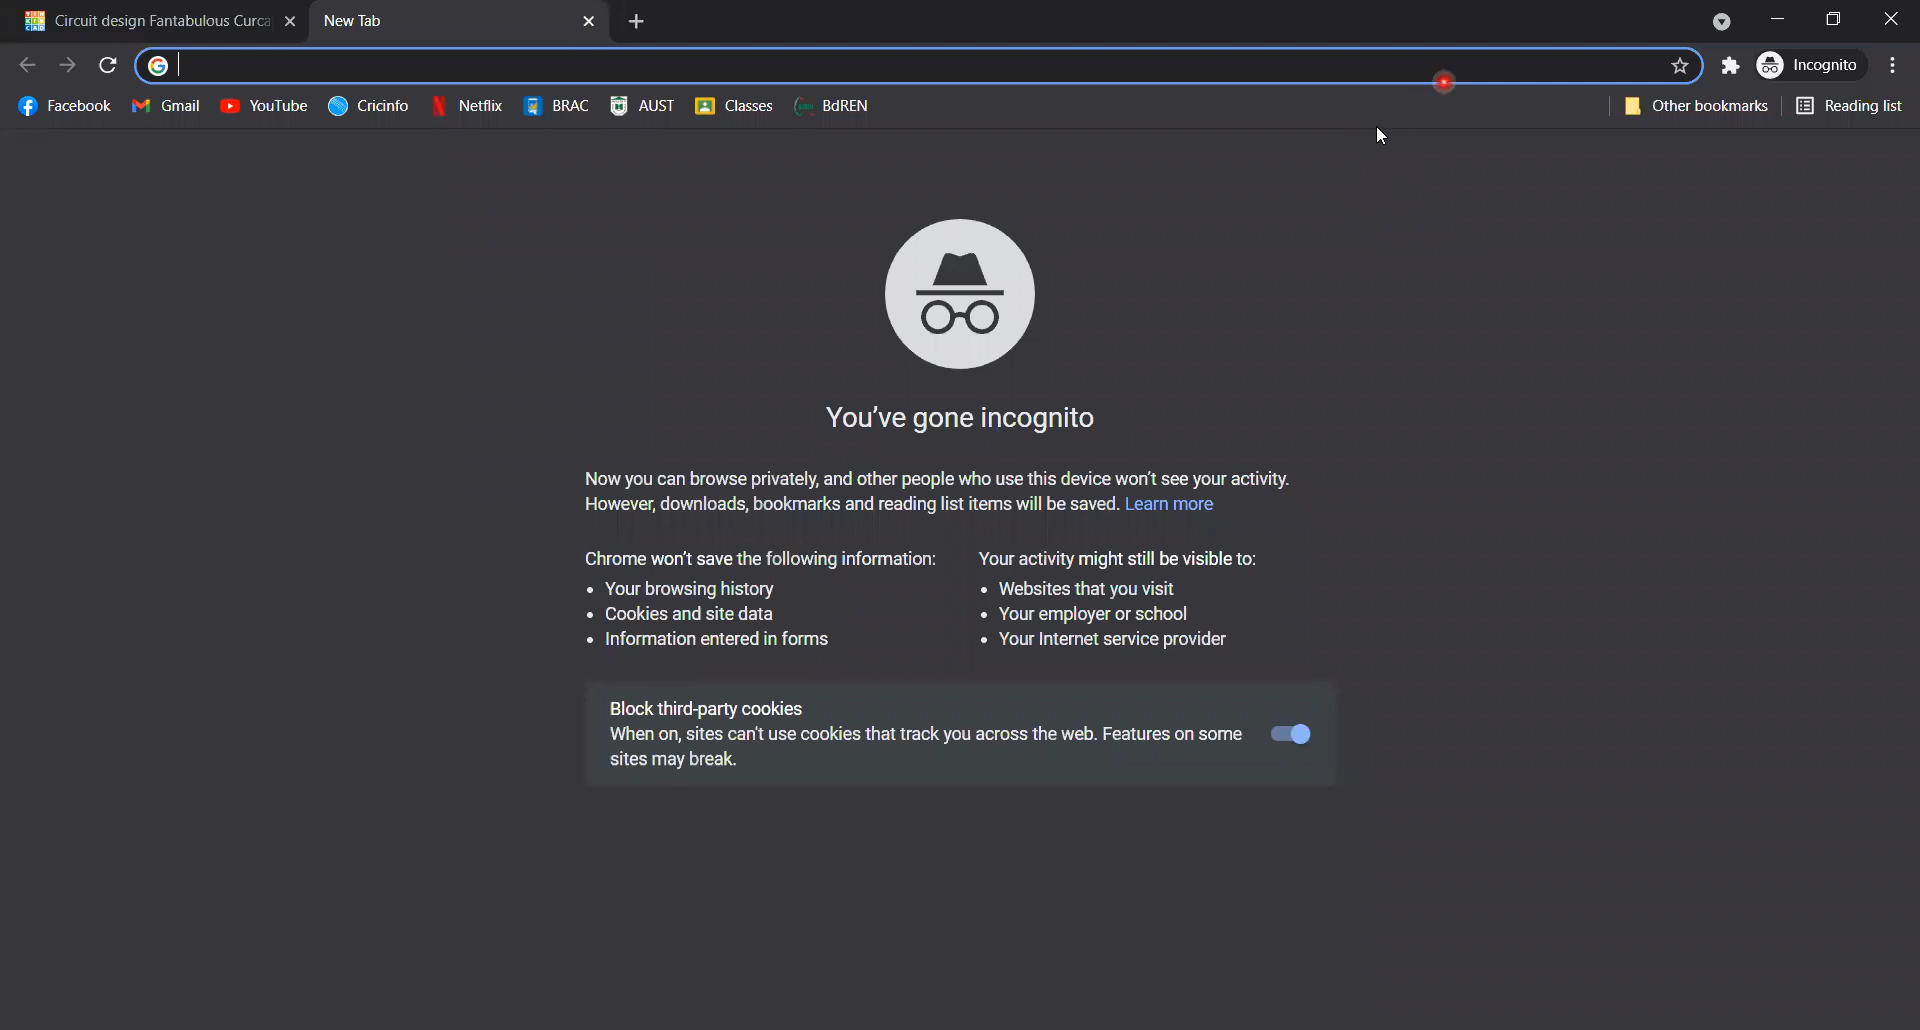 Circuit design Fantabulous Curca
New Tab
Incognito
Facebook
Gmail
YouTube
Cricinfo
Netflix
BRAC
AUST
Classes
BdREN
Other bookmarks
Reading list
You've gone incognito
Now you can browse privately, and other people who use this device won't see your activity.
However, downloads, bookmarks and reading list items will be saved. Learn more
Chrome won't save the following information:
Your browsing history
Cookies and site data
Information entered in forms
Your activity might still be visible to:
Websites that you visit
Your employer or school
Your Internet service provider
Block third-party cookies
When on, sites can't use cookies that track you across the web. Features on some
sites may break.